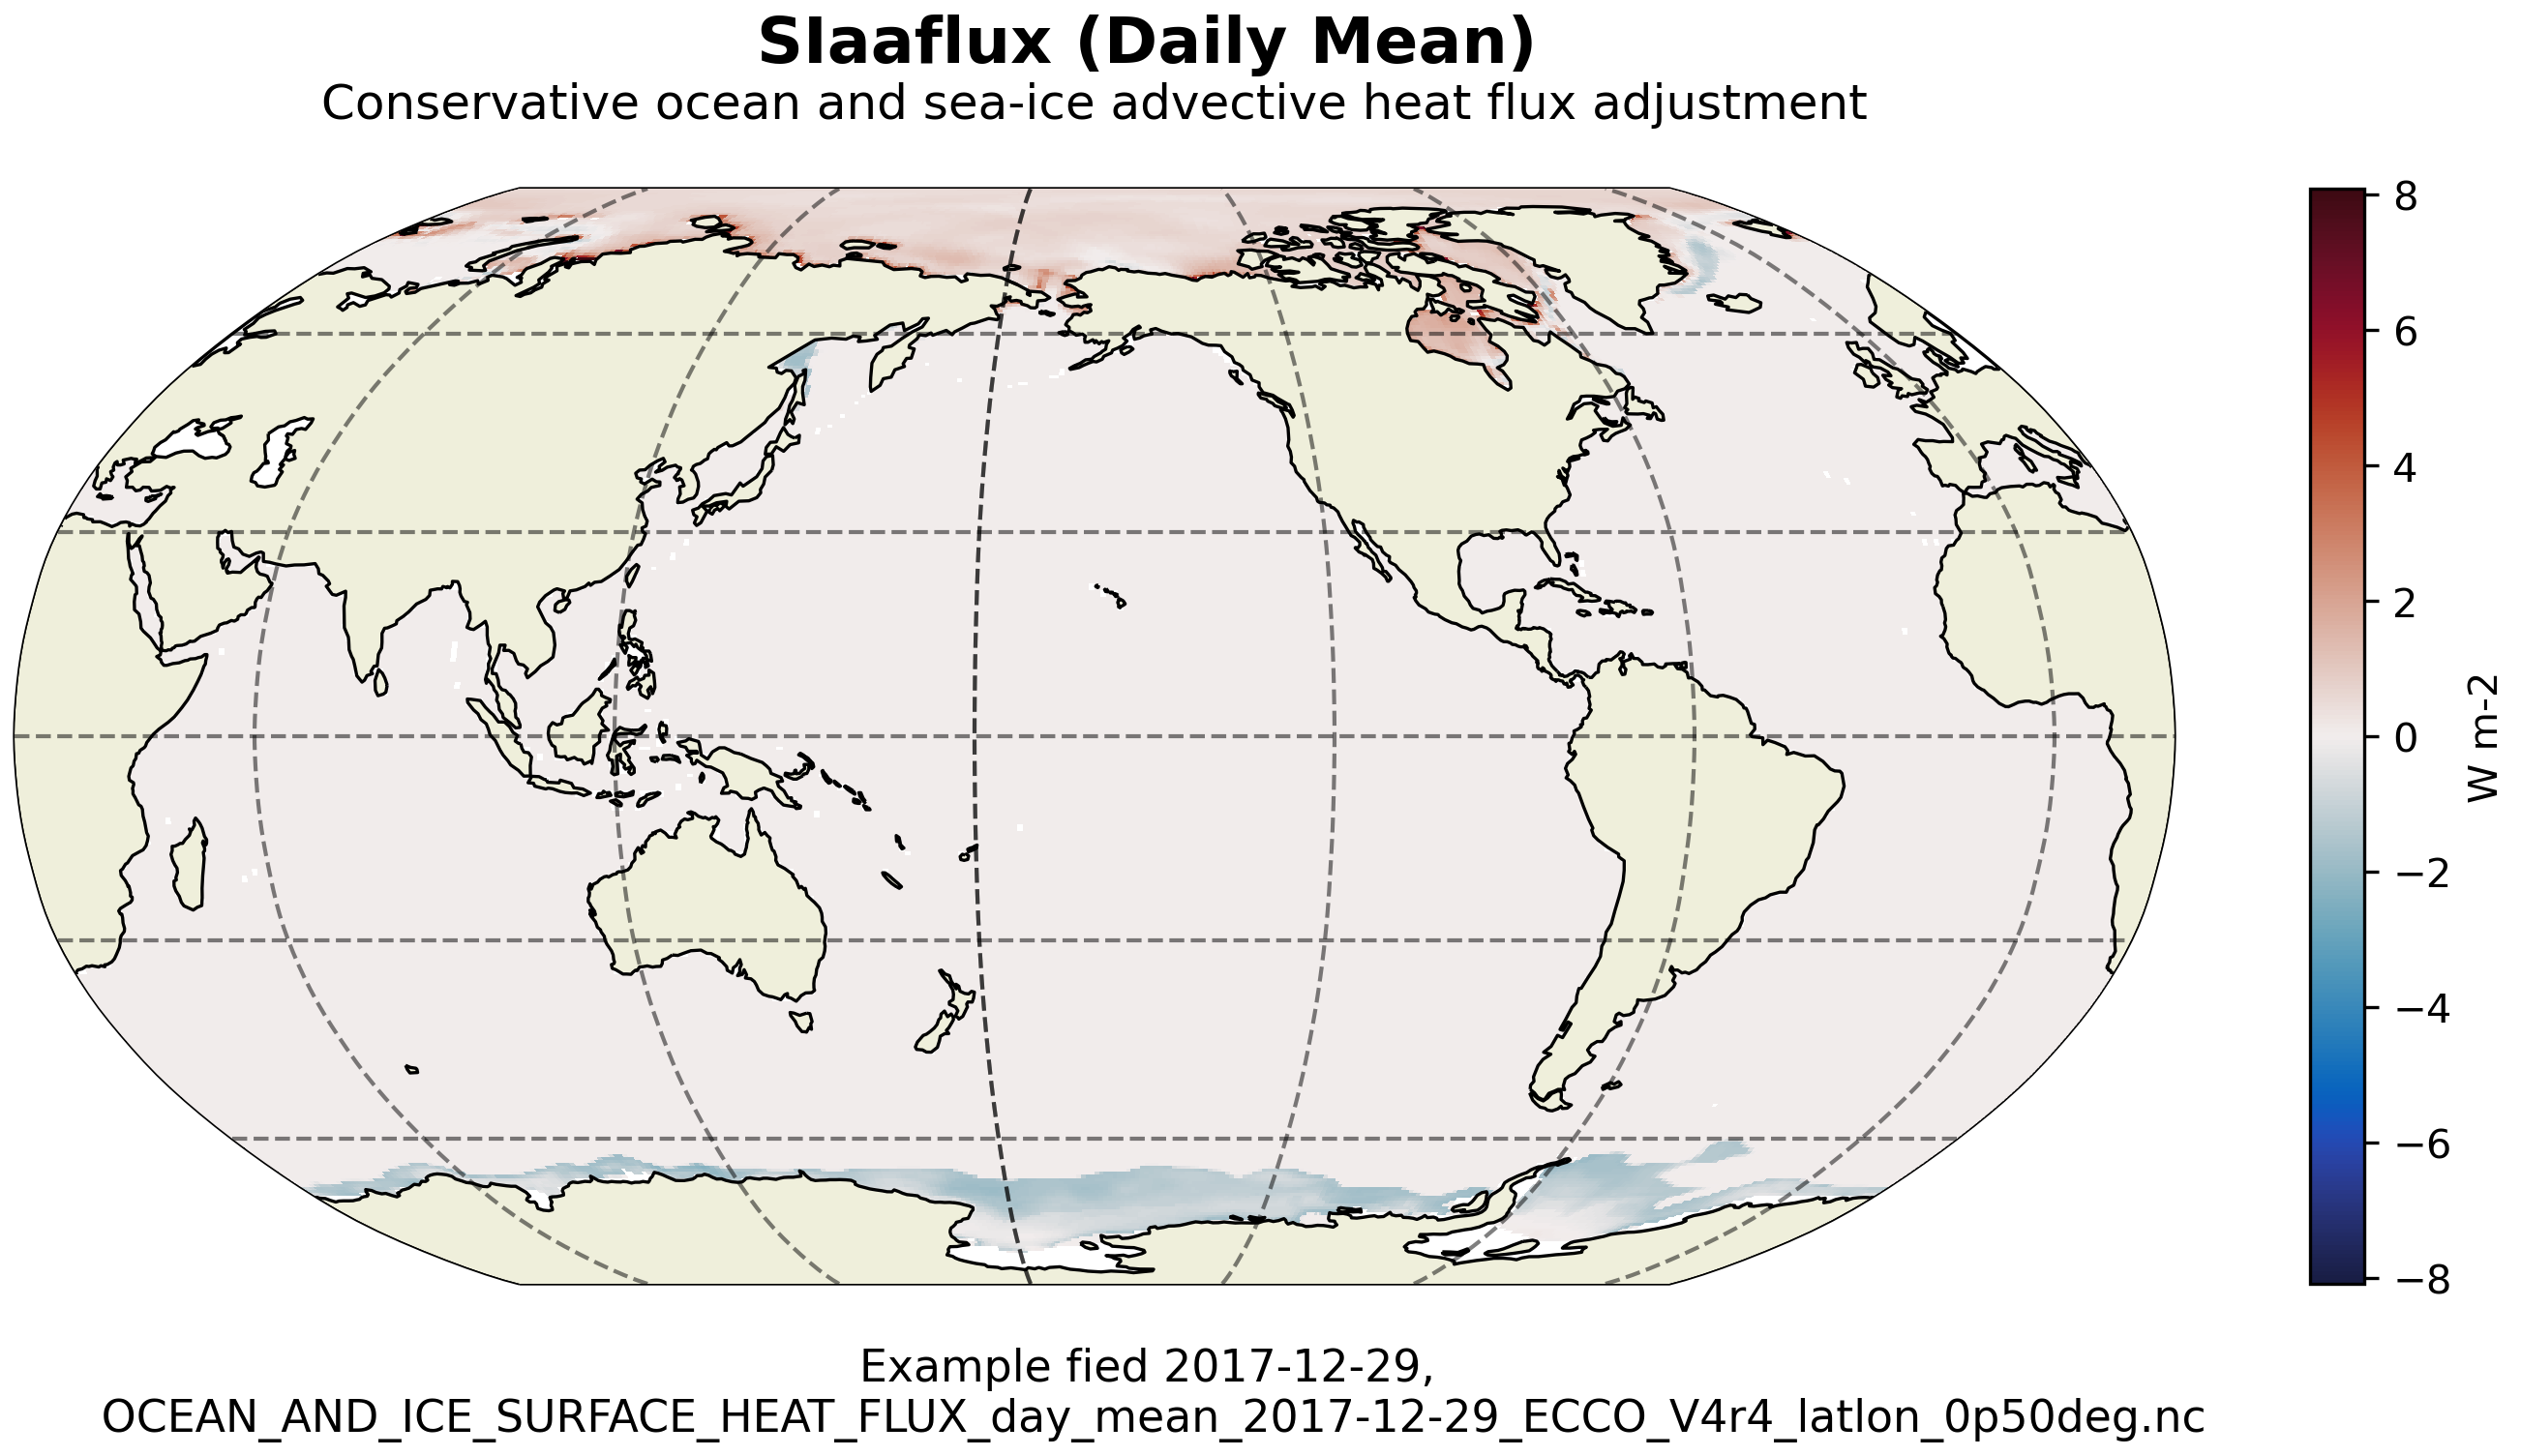 SIaaflux (Daily Mean)
Conservative ocean and sea-ice advective heat flux adjustment
8
6
4
2
0
−2
−4
−6
−8
W m-2
Example fied 2017-12-29,
OCEAN_AND_ICE_SURFACE_HEAT_FLUX_day_mean_2017-12-29_ECCO_V4r4_latlon_0p50deg.nc